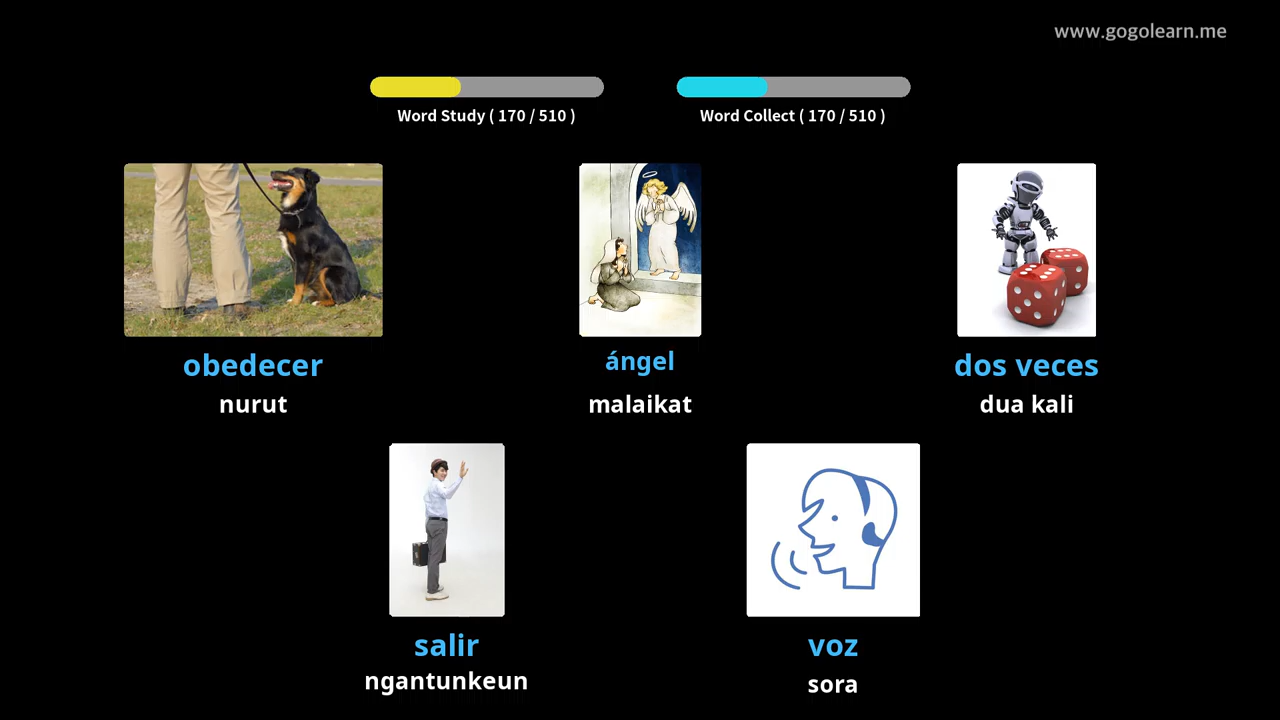 www.gogolearn.me
Word Study ( 170 / 510 )
Word Collect ( 170 / 510 )
obedecer
nurut
ángel
malaikat
dos veces
dua kali
salir
ngantunkeun
voz
sora